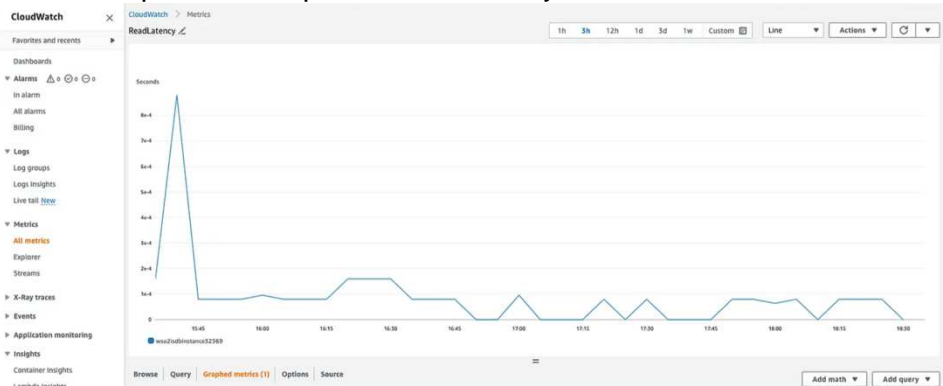 CloudWatch
×
Favorites and recents
Dashboards
Alarms 0 0 0
In alarm
All alarms
Billing
Logs
Log groups
Logs Insights
Live tail New
Metrics
All metrics
Explorer
Streams
X-Ray traces
Events
Application monitoring
Insights
Container Insights
CloudWatch > Metrics
ReadLatency
1h 3h 12h 1d 3d 1w Custom Line Actions
Seconds
8e-4
7e-4
6e-4
5e-4
4e-4
3e-4
2e-4
1e-4
0
15:45 16:00 16:15 16:30 16:45 17:00 17:15 17:30 17:45 18:00 18:15 18:30
Browse Query Graphed metrics (1) Options Source
Add math Add query